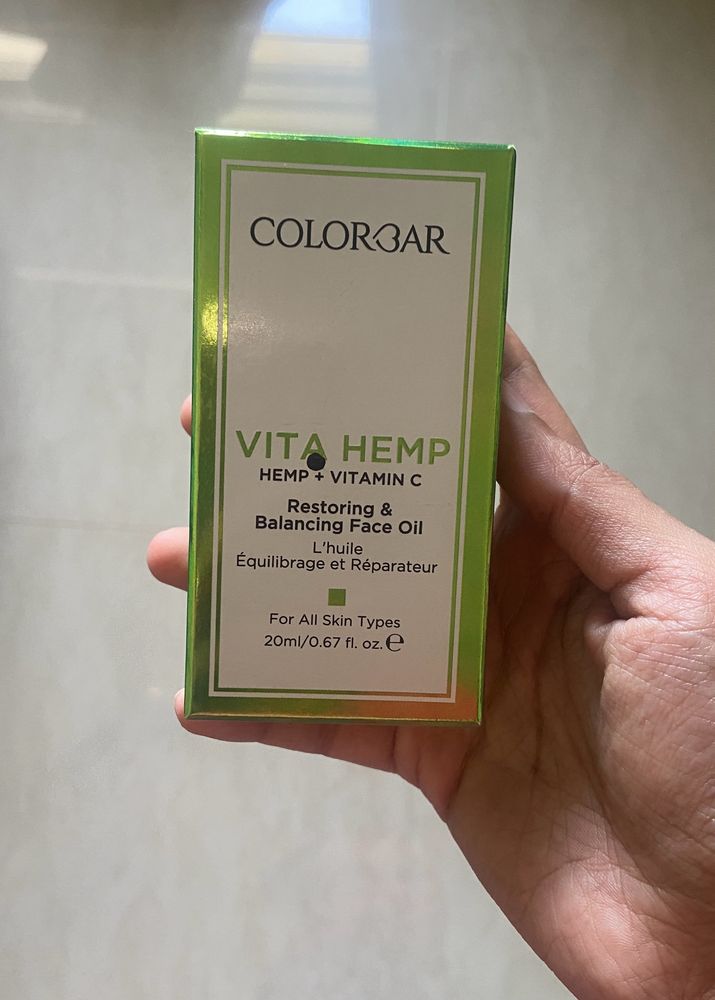 COLORBAR
VITA HEMP
HEMP + VITAMIN C
Restoring &
Balancing Face Oil
L'huile
Équilibrage et Réparateur
For All Skin Types
20ml/0.67 fl. oz. ℮